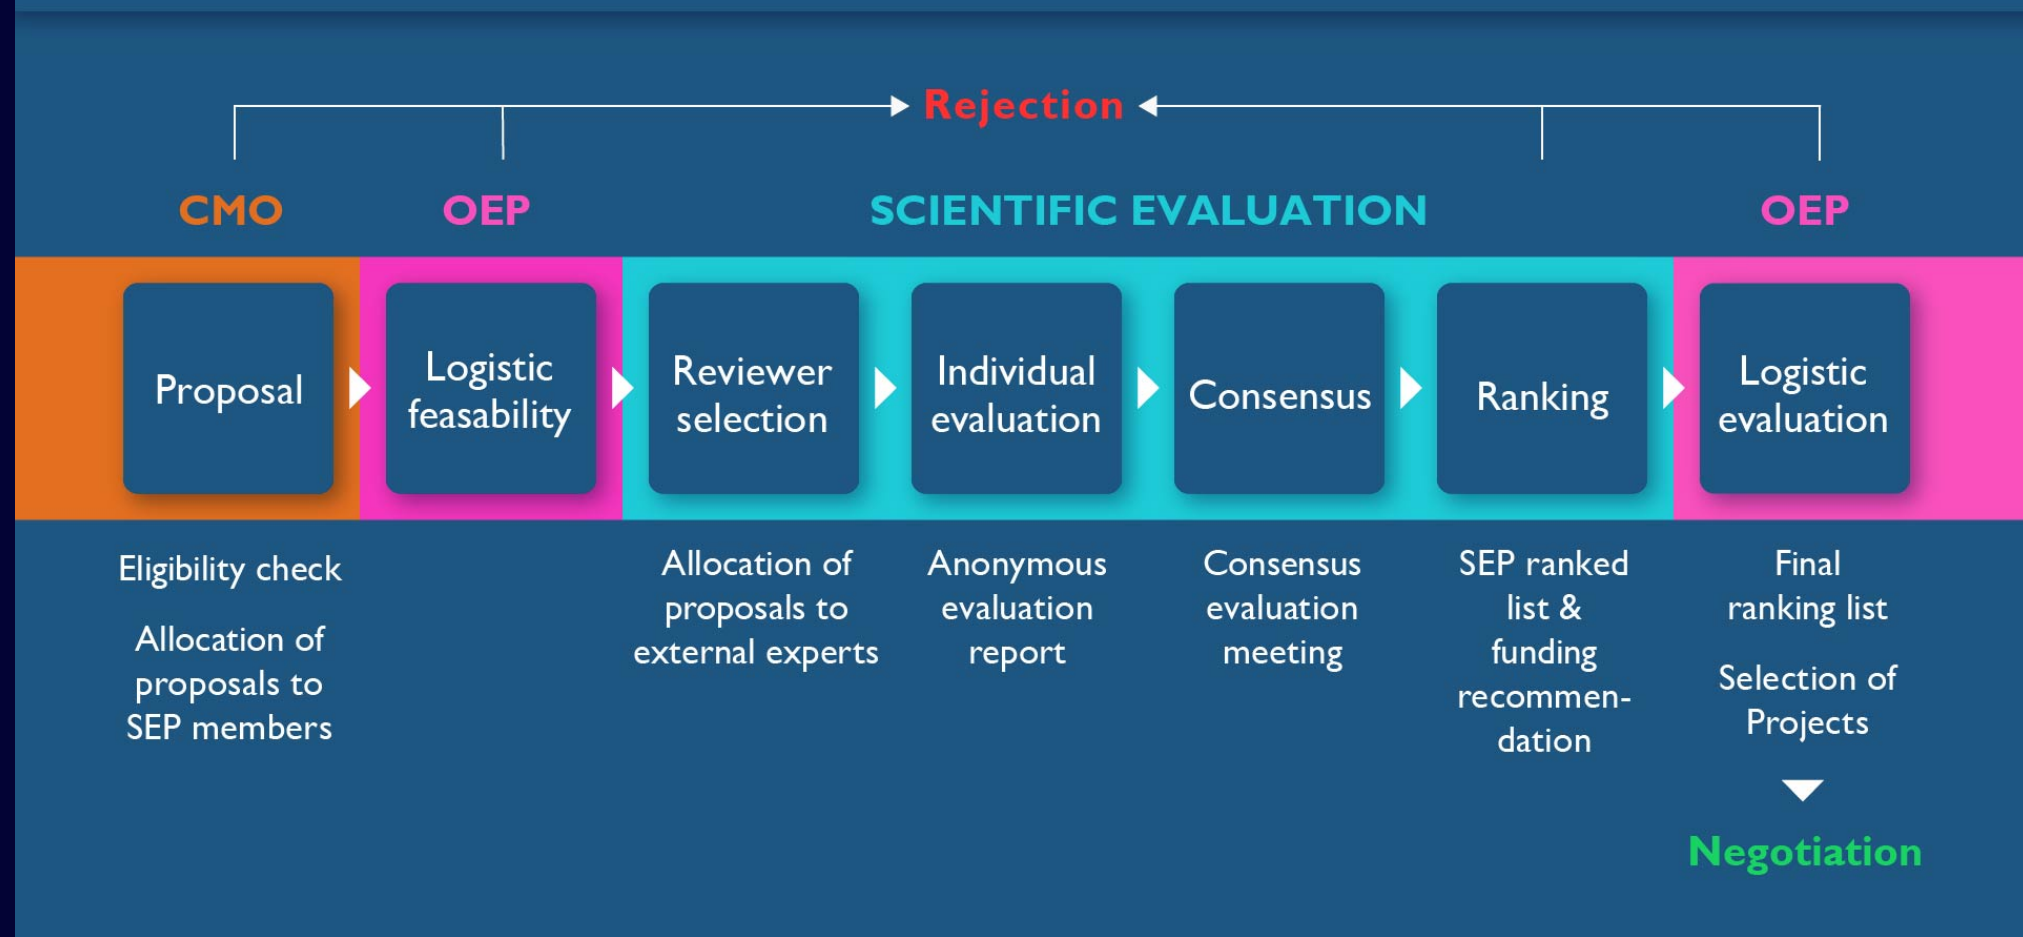 Rejection
CMO
OEP
SCIENTIFIC EVALUATION
OEP
Proposal
Logistic
feasability
Reviewer
selection
Individual
evaluation
Consensus
Ranking
Logistic
evaluation
Eligibility check
Allocation of
proposals to
SEP members
Allocation of
proposals to
external experts
Anonymous
evaluation
report
Consensus
evaluation
meeting
SEP ranked
list &
funding
recommen-
dation
Final
ranking list
Selection of
Projects
Negotiation